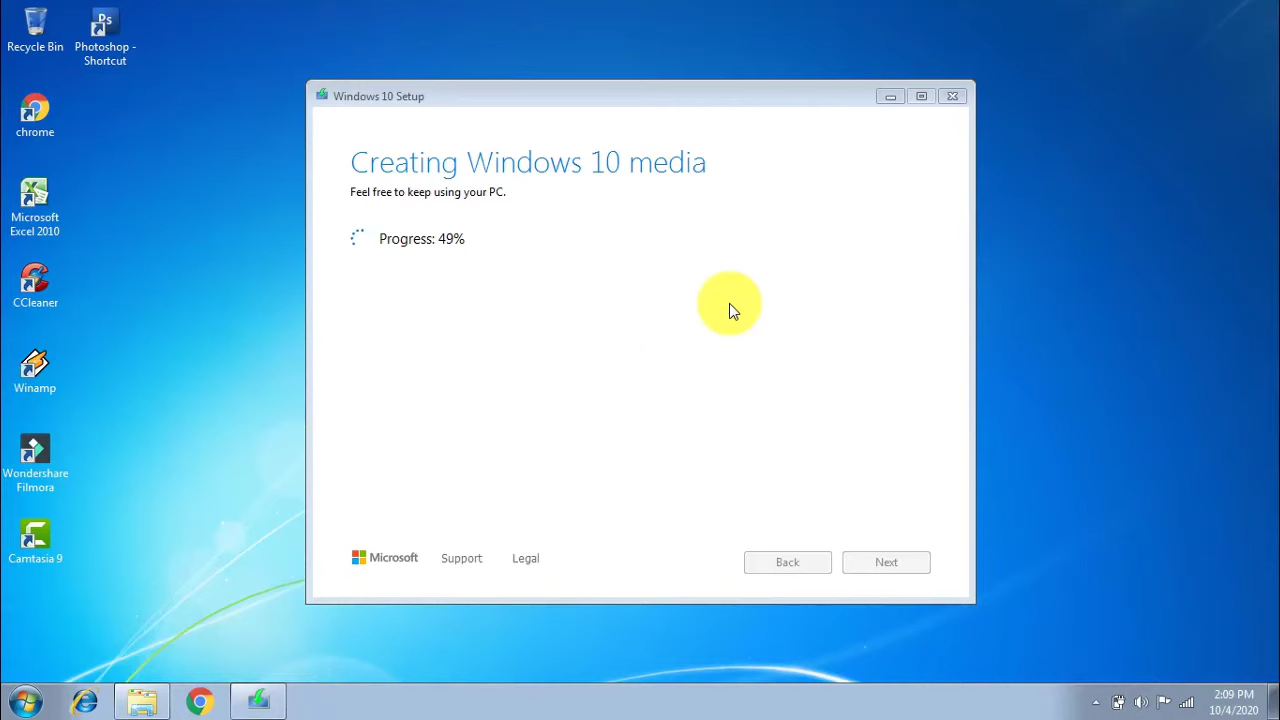 Recycle Bin
Photoshop -
Shortcut
Ps
chrome
Microsoft
Excel 2010
CCleaner
Winamp
Wondershare
Filmora
Camtasia 9
Windows 10 Setup
Creating Windows 10 media
Feel free to keep using your PC.
Progress: 49%
Microsoft
Support
Legal
Back
Next
2:09 PM
10/4/2020